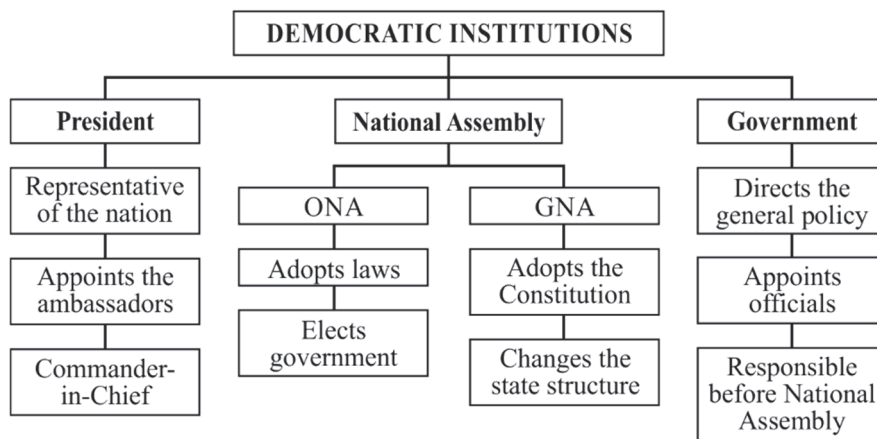 DEMOCRATIC INSTITUTIONS
President
Representative
of the nation
Appoints the
ambassadors
Commander-
in-Chief
National Assembly
ONA
Adopts laws
Elects
government
GNA
Adopts the
Constitution
Changes the
state structure
Government
Directs the
general policy
Appoints
officials
Responsible
before National
Assembly